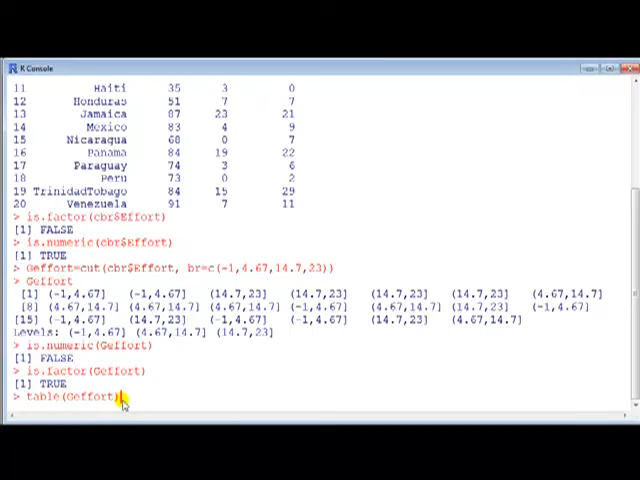 R Console
11 Haiti 35 3 0
12 Honduras 51 7 7
13 Jamaica 87 23 21
14 Mexico 83 4 9
15 Nicaragua 68 0 7
16 Panama 84 19 22
17 Paraguay 74 3 6
18 Peru 73 0 2
19 TrinidadTobago 84 15 29
20 Venezuela 91 7 11
> is.factor(cbr$Effort)
[1] FALSE
> is.numeric(cbr$Effort)
[1] TRUE
> Geffort=cut(cbr$Effort, br=c(-1,4.67,14.7,23))
> Geffort
[1] (-1,4.67] (-1,4.67] (14.7,23] (14.7,23] (14.7,23] (14.7,23] (4.67,14.7]
[8] (4.67,14.7] (4.67,14.7] (4.67,14.7] (-1,4.67] (4.67,14.7] (14.7,23] (-1,4.67]
[15] (-1,4.67] (14.7,23] (-1,4.67] (-1,4.67] (14.7,23] (4.67,14.7]
Levels: (-1,4.67] (4.67,14.7] (14.7,23]
> is.numeric(Geffort)
[1] FALSE
> is.factor(Geffort)
[1] TRUE
> table(Geffort)